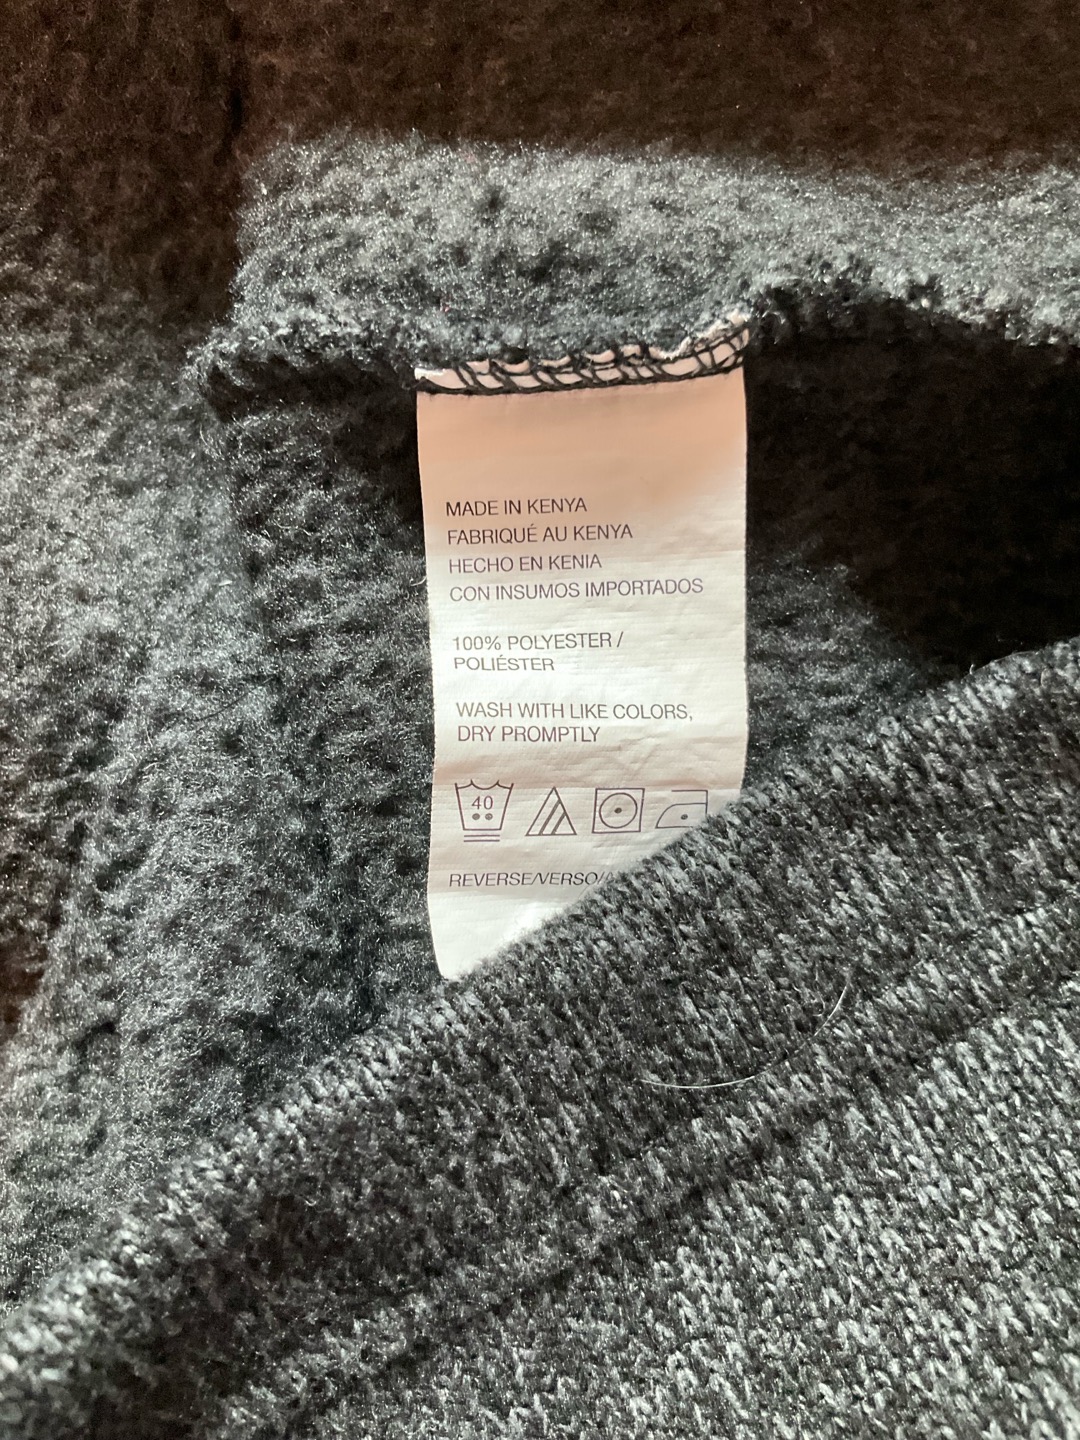 MADE IN KENYA
FABRIQUÉ AU KENYA
HECHO EN KENIA
CON INSUMOS IMPORTADOS
100% POLYESTER /
POLIÉSTER
WASH WITH LIKE COLORS,
DRY PROMPTLY
40
REVERSE/VERSO/